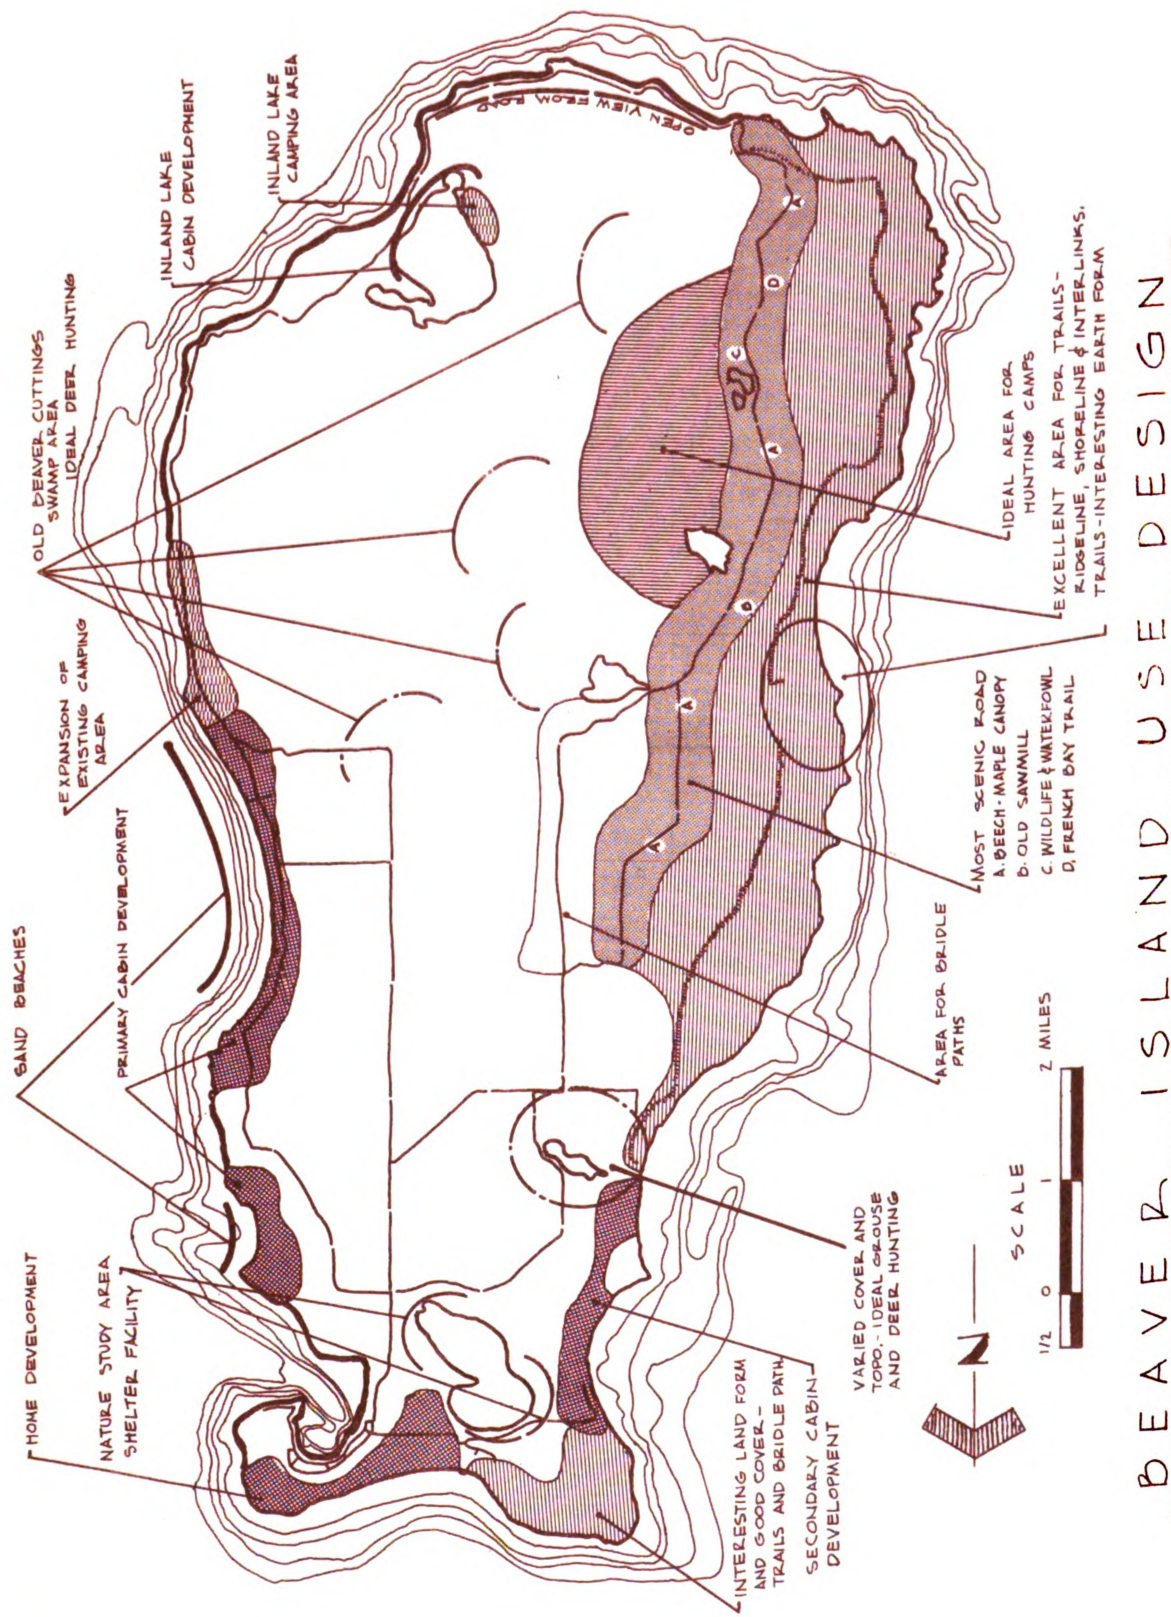 HOME DEVELOPMENT
NATURE STUDY AREA
SHELTER FACILITY
SAND BEACHES
PRIMARY CABIN DEVELOPMENT
EXPANSION OF
EXISTING CAMPING
AREA
OLD BEAVER CUTTINGS
SWAMP AREA
IDEAL DEER HUNTING
INLAND LAKE
CABIN DEVELOPMENT
INLAND LAKE
CAMPING AREA
OPEN VIEW FROM ROAD
A
A
B
A
C
D
A
INTERESTING LAND FORM
AND GOOD COVER -
TRAILS AND BRIDLE PATH
SECONDARY CABIN
DEVELOPMENT
VARIED COVER AND
TOPO.- IDEAL GROUSE
AND DEER HUNTING
AREA FOR BRIDLE
PATHS
MOST SCENIC ROAD
A. BEECH-MAPLE CANOPY
B. OLD SAWMILL
C. WILDLIFE & WATERFOWL
D, FRENCH BAY TRAIL
IDEAL AREA FOR
HUNTING CAMPS
EXCELLENT AREA FOR TRAILS-
RIDGELINE, SHORELINE & INTERLINKS,
TRAILS-INTERESTING EARTH FORM
N
SCALE
1/2 0 1 2 MILES
BEAVER ISLAND USE DESIGN